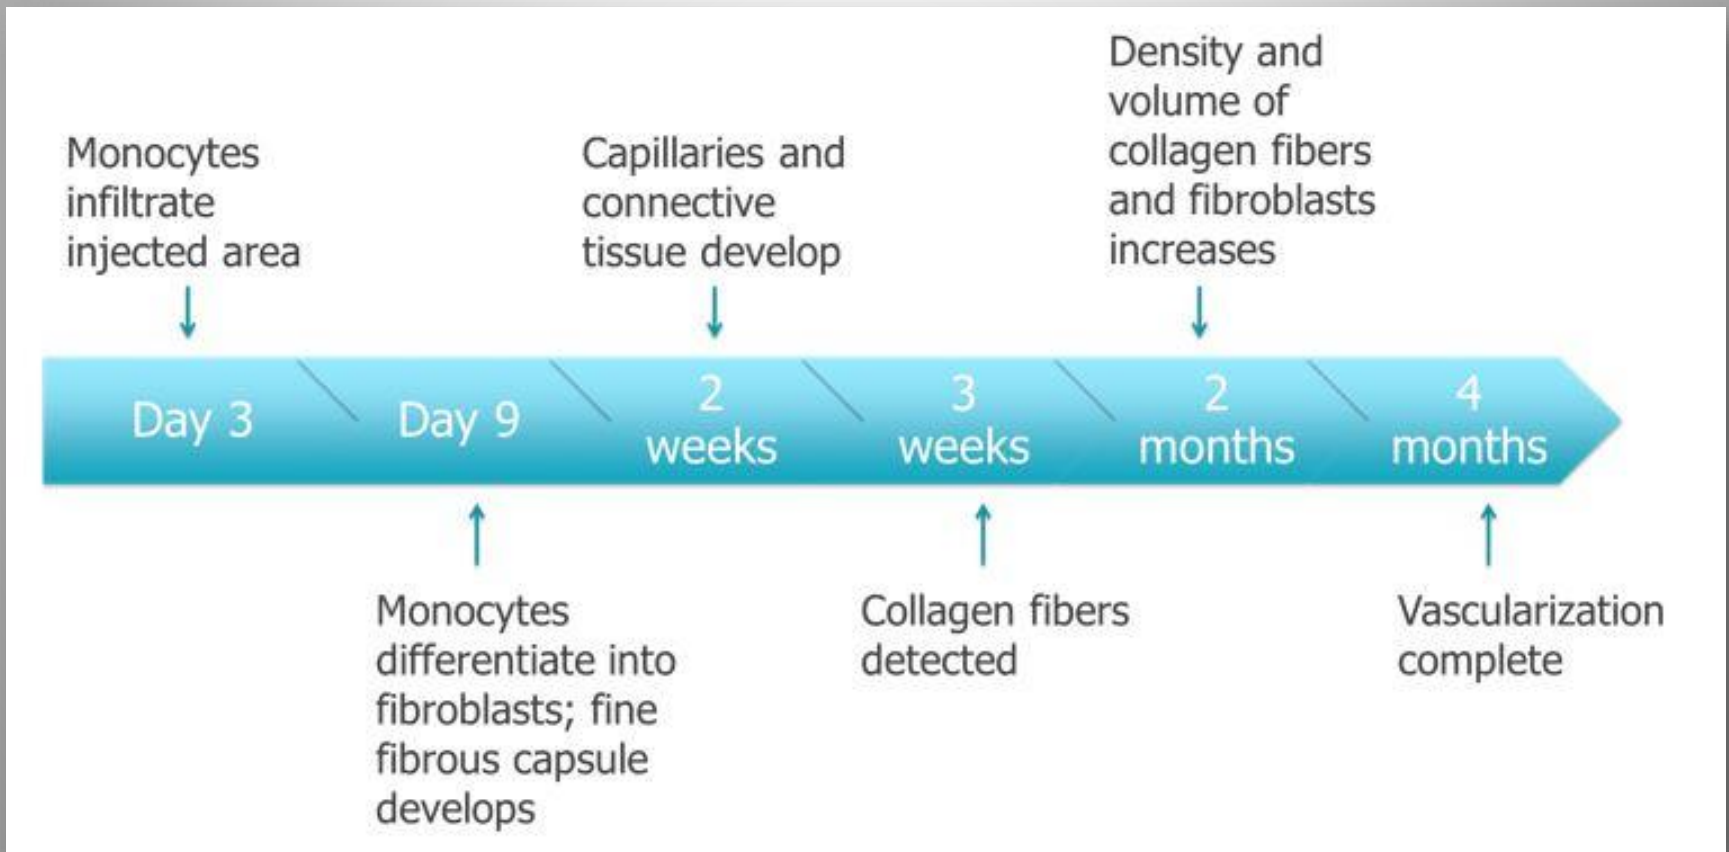 Monocytes
infiltrate
injected area
Capillaries and
connective
tissue develop
Density and
volume of
collagen fibers
and fibroblasts
increases
Day 3
Day 9
2
weeks
3
weeks
2
months
4
months
Monocytes
differentiate into
fibroblasts; fine
fibrous capsule
develops
Collagen fibers
detected
Vascularization
complete